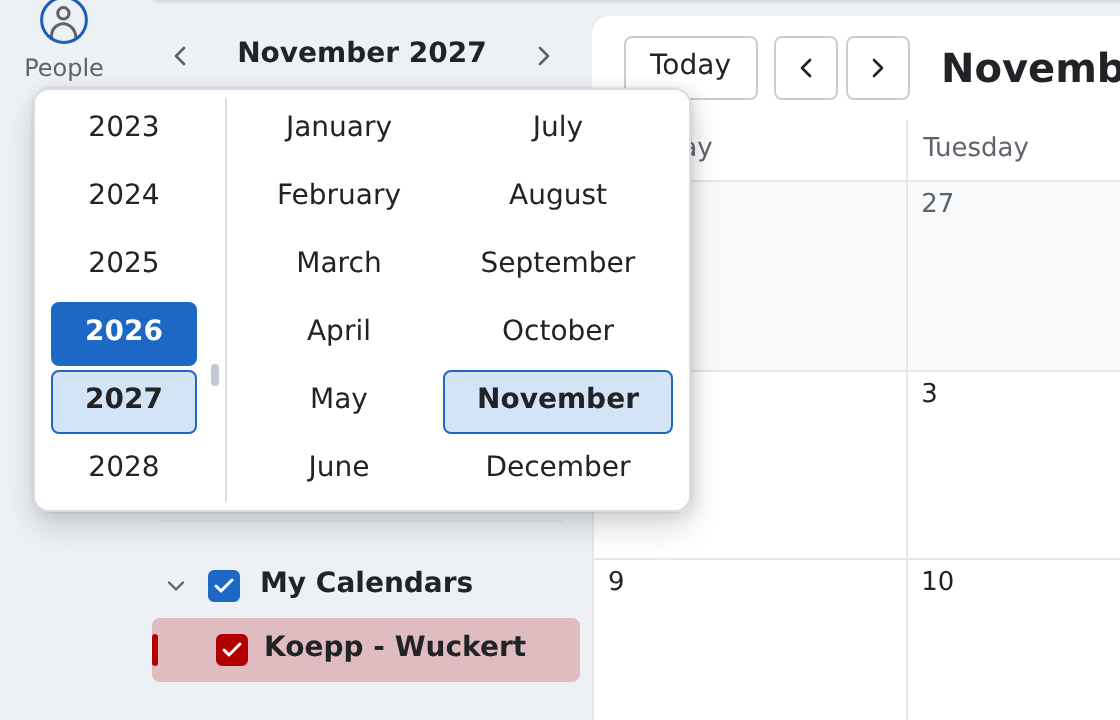 People
November 2027
Today
Novemb
2023
2024
2025
2026
2027
2028
January
February
March
April
May
June
July
August
September
October
November
December
ay
Tuesday
27
3
9
10
My Calendars
Koepp - Wuckert